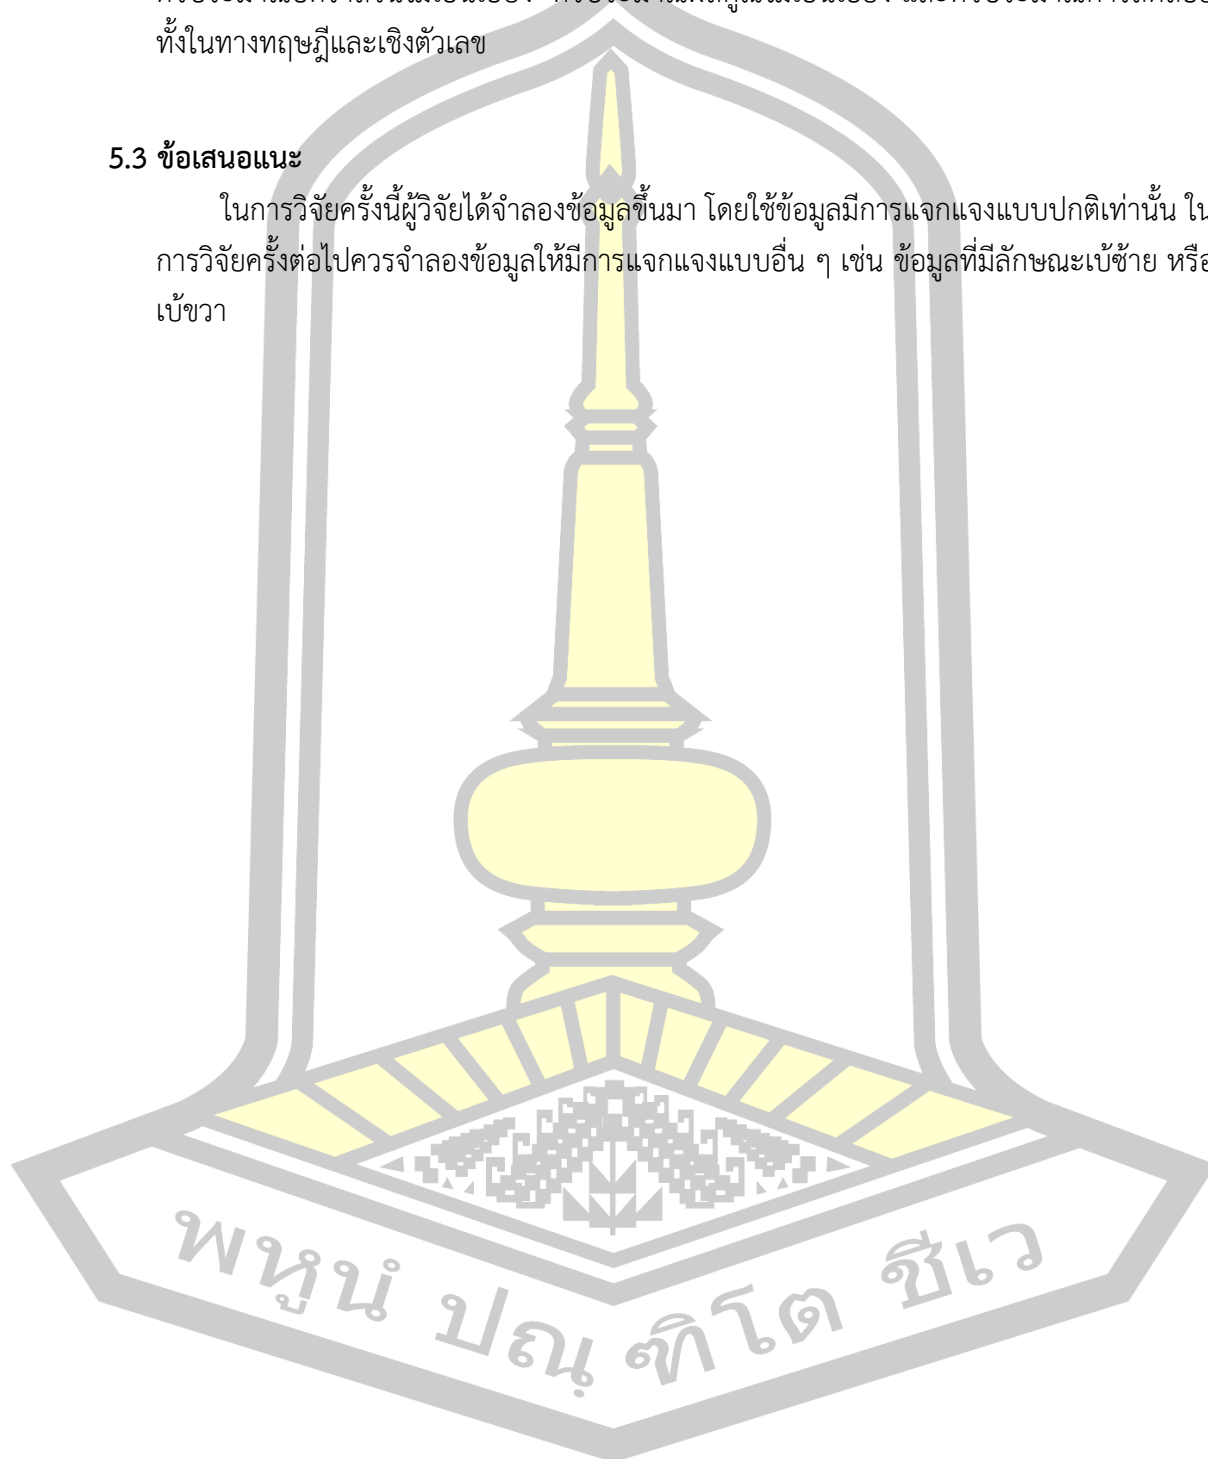 ทั้งในทางทฤษฎีและเชิงตัวเลข
5.3 ข้อเสนอแนะ
ในการวิจัยครั้งนี้ผู้วิจัยได้จำลองข้อมูลขึ้นมา โดยใช้ข้อมูลมีการแจกแจงแบบปกติเท่านั้น ใน
การวิจัยครั้งต่อไปควรจำลองข้อมูลให้มีการแจกแจงแบบอื่น ๆ เช่น ข้อมูลที่มีลักษณะเบ้ซ้าย หรือ
เบ้ขวา
พหูนํ ปณฺฑิโต ชีเว